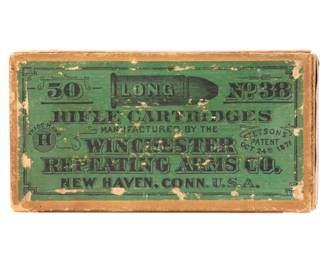 50 LONG No 38
RIFLE CARTRIDGES
MANUFACTURED BY THE
WINCHESTER
REPEATING ARMS CO.
NEW HAVEN. CONN. U.S.A.
H
STETSON'S
PATENT
OCT. 24TH 1871